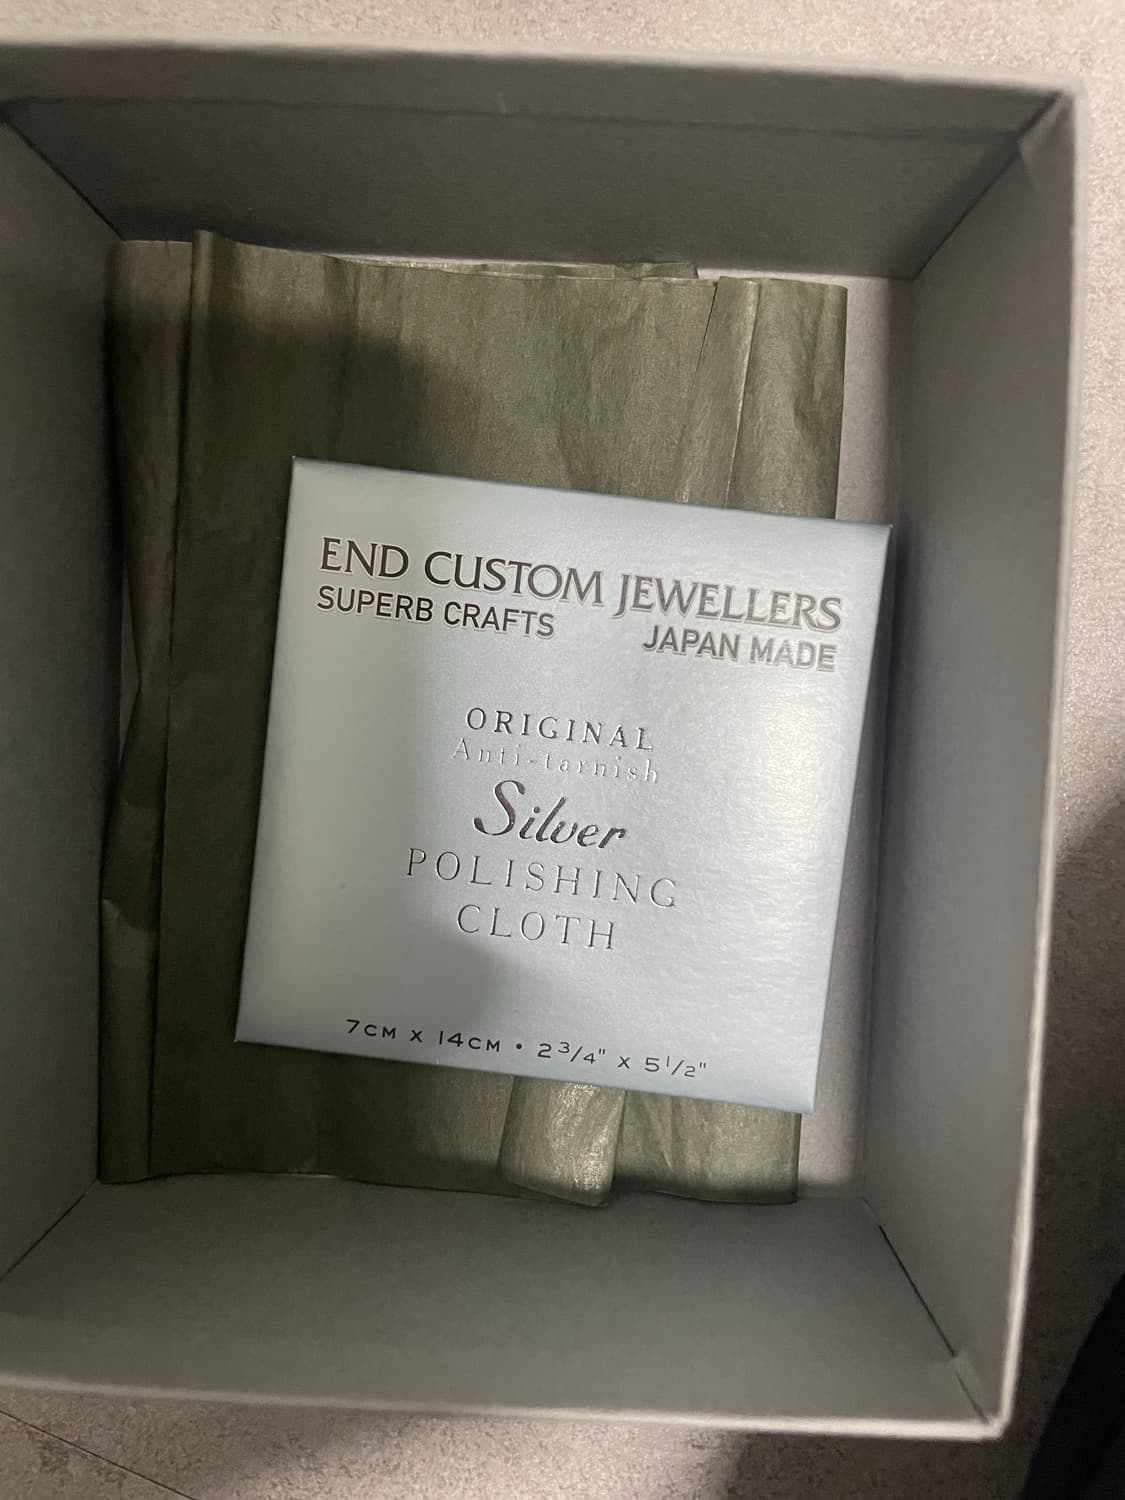 END CUSTOM JEWELLERS
SUPERB CRAFTS JAPAN MADE
ORIGINAL
Anti-tarnish
Silver
POLISHING
CLOTH
7CM X 14CM • 2 3/4" X 5 1/2"